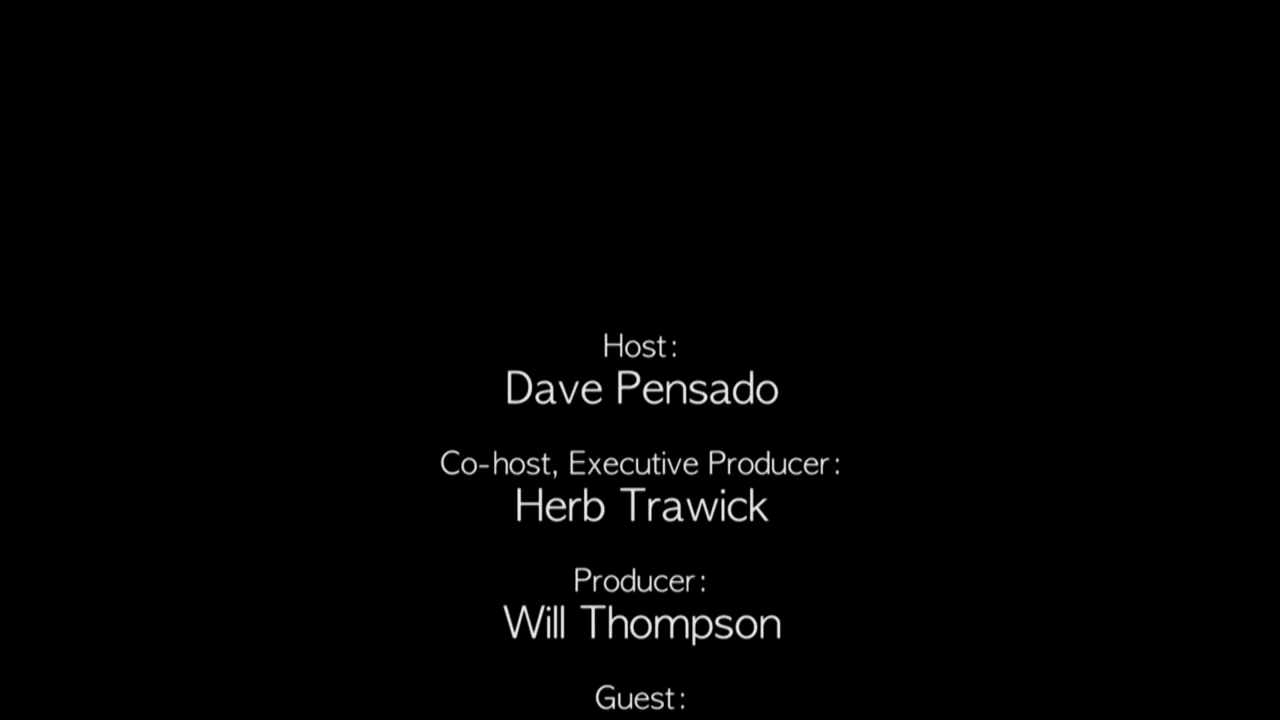 Host:
Dave Pensado
Co-host, Executive Producer:
Herb Trawick
Producer:
Will Thompson
Guest: